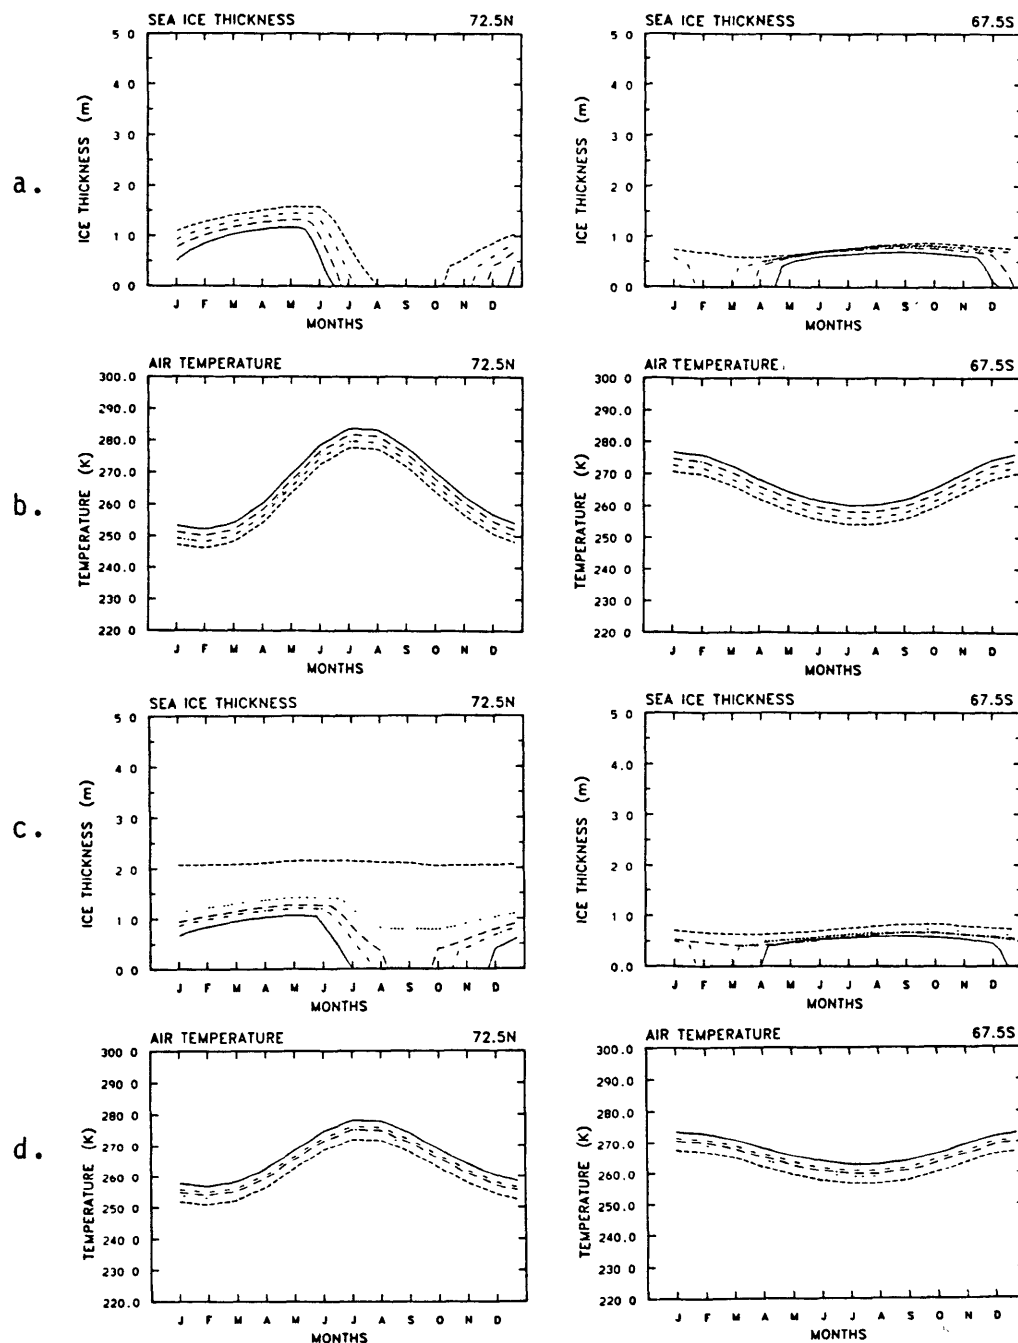 a.
SEA ICE THICKNESS 72.5N
ICE THICKNESS (m)
5 0
4 0
3 0
2 0
1 0
0 0
J F M A M J J A S O N D
MONTHS
SEA ICE THICKNESS 67.5S
ICE THICKNESS (m)
5 0
4 0
3 0
2 0
1 0
0 0
J F M A M J J A S O N D
MONTHS
b.
AIR TEMPERATURE 72.5N
TEMPERATURE (K)
300.0
290.0
280.0
270.0
260 0
250 0
240 0
230 0
220 0
J F M A M J J A S O N D
MONTHS
AIR TEMPERATURE 67.5S
TEMPERATURE (K)
300.0
290.0
280.0
270.0
260 0
250 0
240 0
230 0
220 0
J F M A M J J A S O N D
MONTHS
c.
SEA ICE THICKNESS 72.5N
ICE THICKNESS (m)
5 0
4 0
3 0
2 0
1 0
0 0
J F M A M J J A S O N D
MONTHS
SEA ICE THICKNESS 67.5S
ICE THICKNESS (m)
5 0
4 0
3 0
2 0
1 0
0.0
J F M A M J J A S O N D
MONTHS
d.
AIR TEMPERATURE 72.5N
TEMPERATURE (K)
300 0
290 0
280 0
270 0
260 0
250 0
240 0
230 0
220.0
J F M A M J J A S O N D
MONTHS
AIR TEMPERATURE 67.5S
TEMPERATURE (K)
300.0
290.0
280.0
270.0
260.0
250.0
240.0
230 0
220 0
J F M A M J J A S O N D
MONTHS